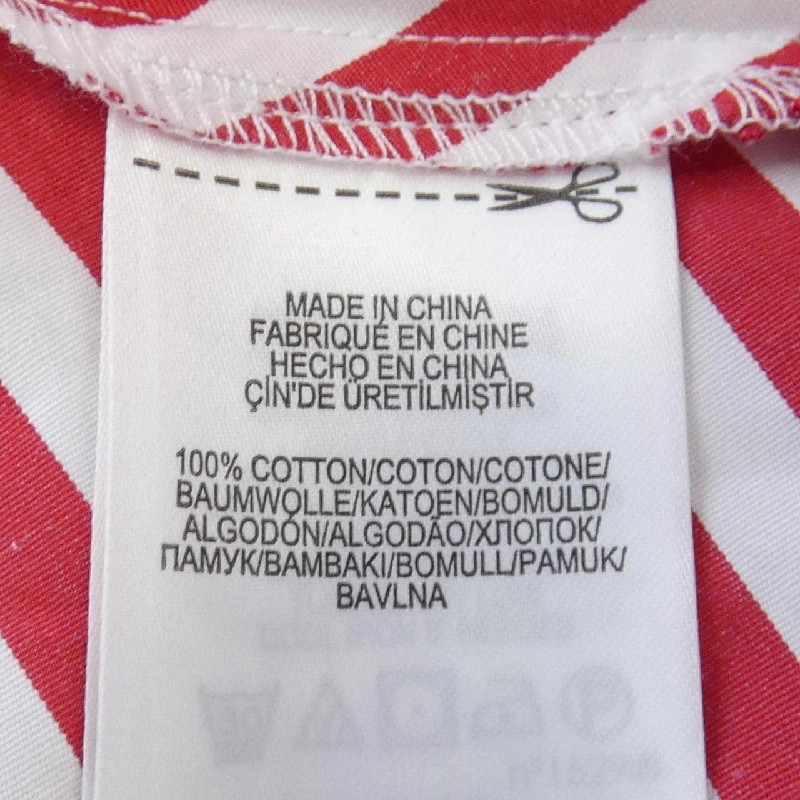 MADE IN CHINA
FABRIQUÉ EN CHINE
HECHO EN CHINA
ÇİN'DE ÜRETİLMİŞTİR
100% COTTON/COTON/COTONE/
BAUMWOLLE/KATOEN/BOMULD/
ALGODÓN/ALGODÃO/ХЛОПОК/
ПАМУК/BAMBAKI/BOMULL/PAMUK/
BAVLNA